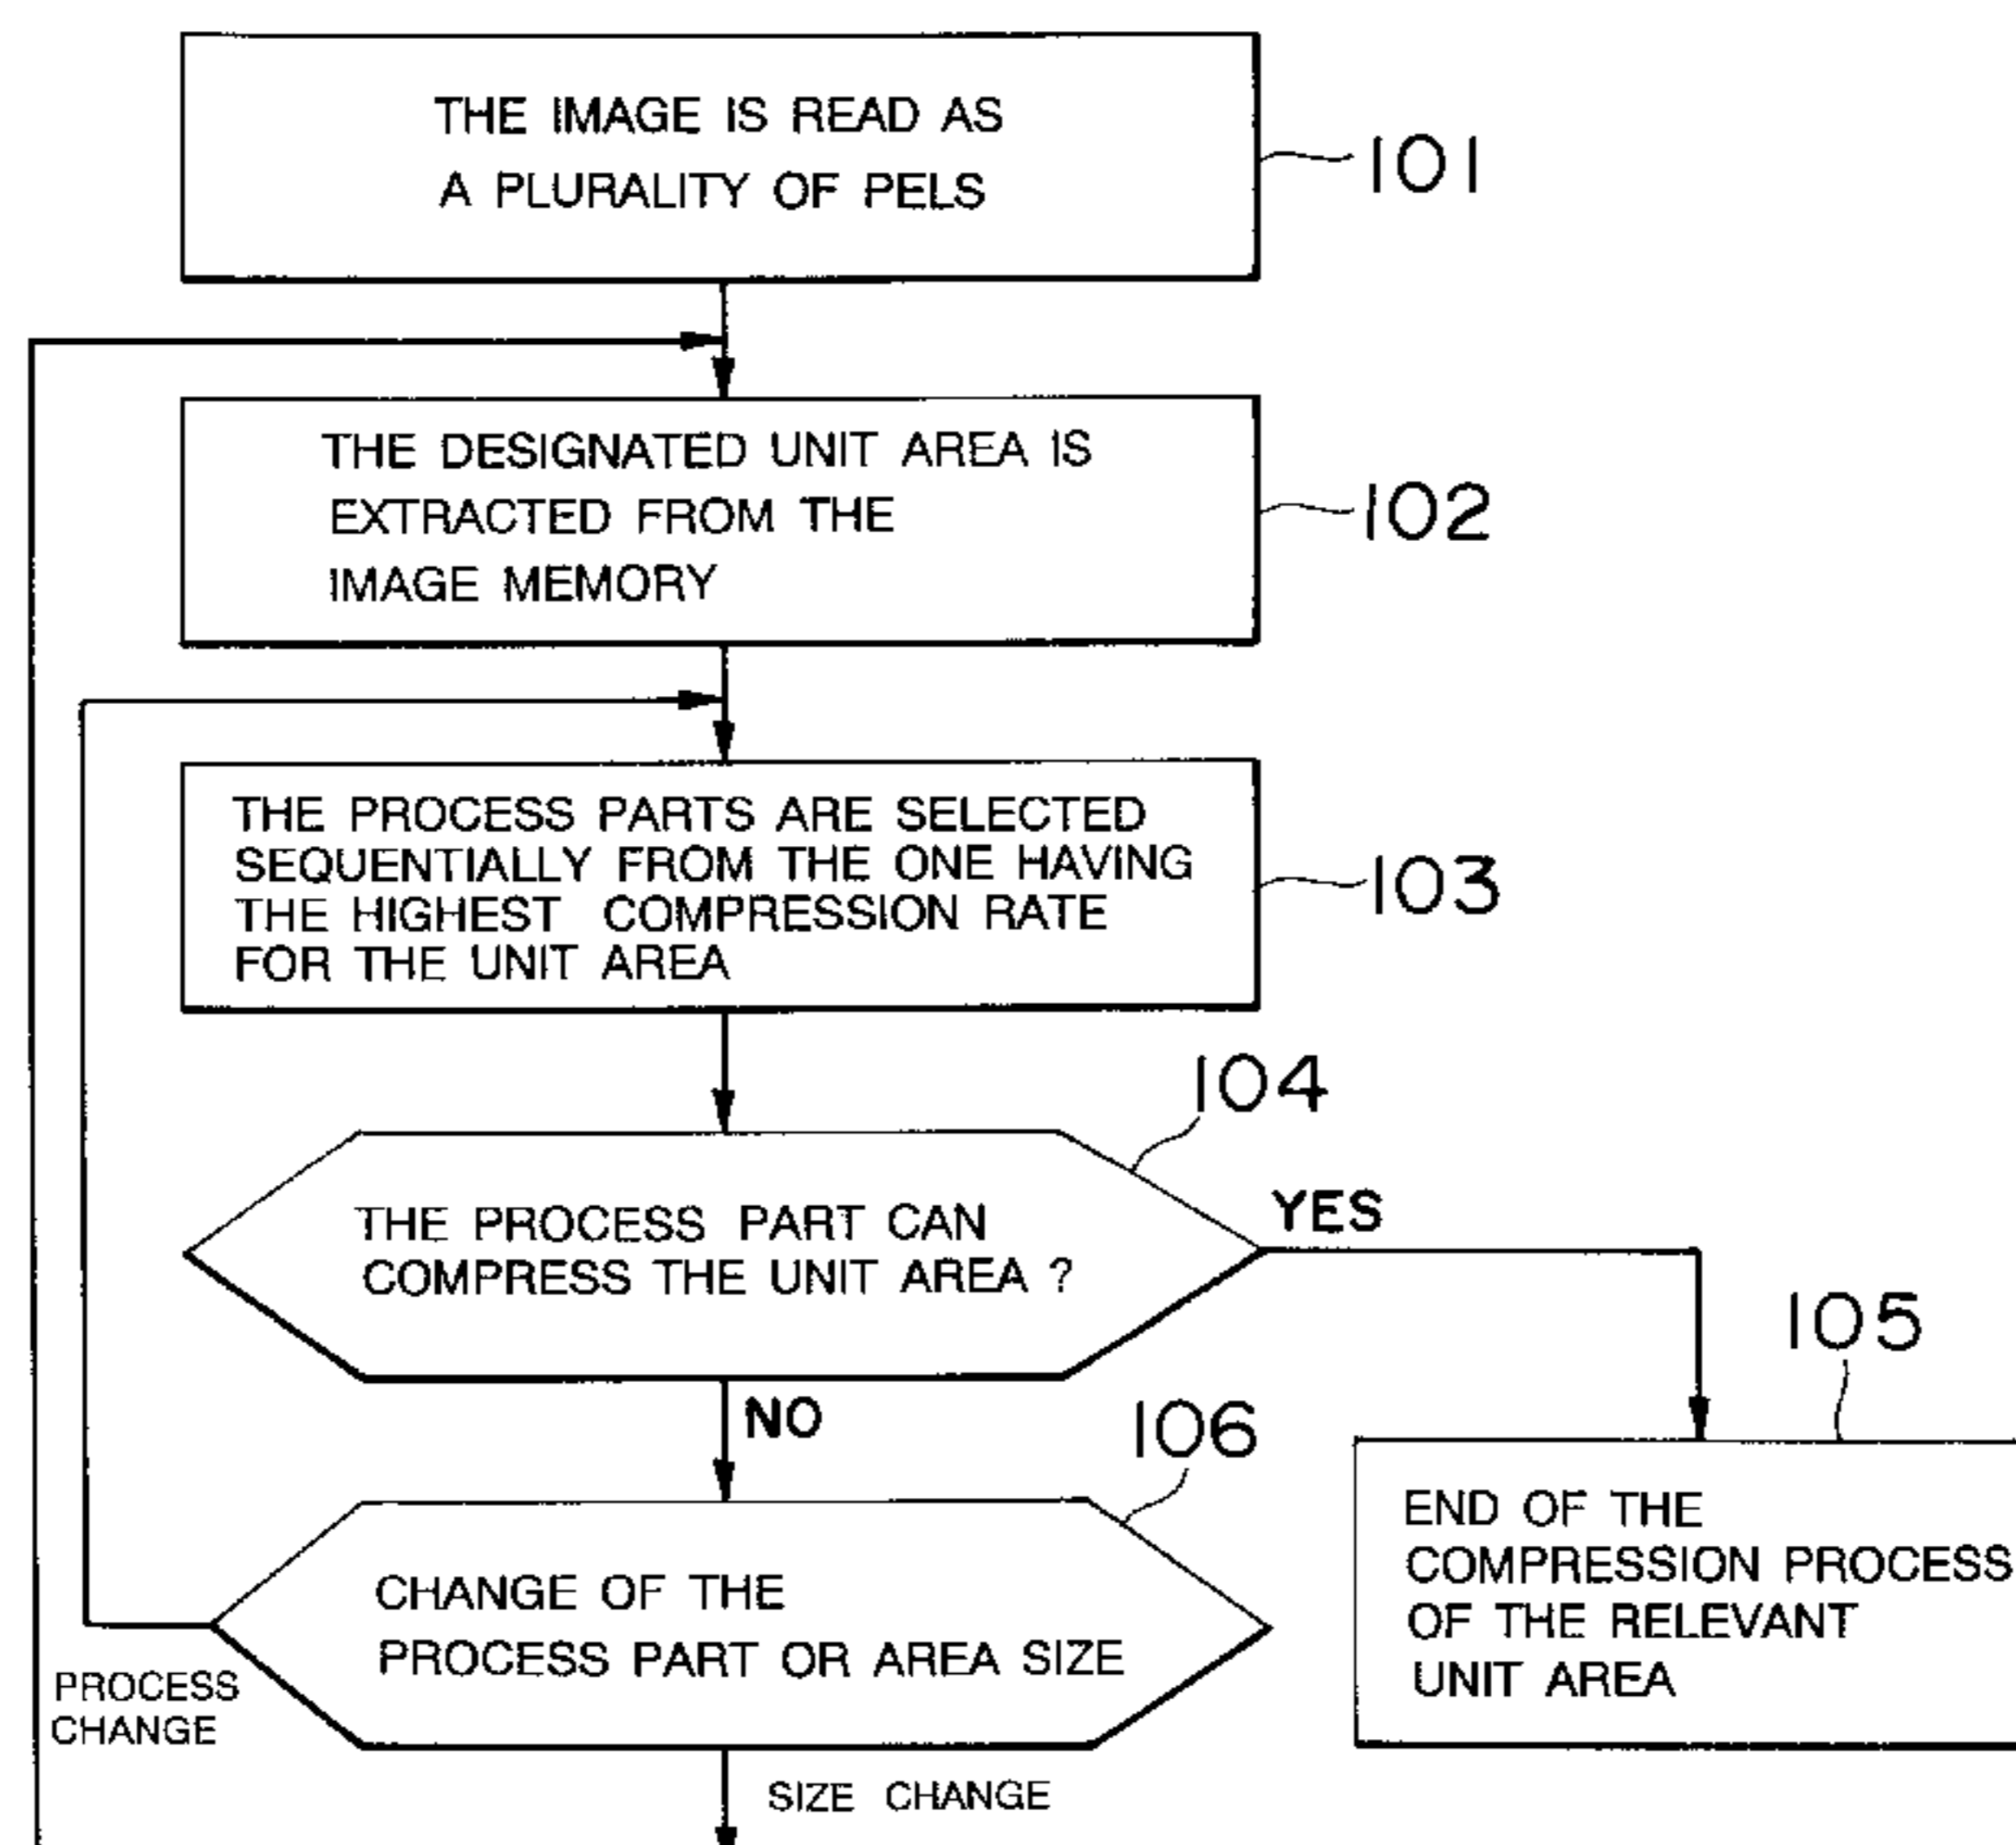 THE IMAGE IS READ AS
A PLURALITY OF PELS
101
THE DESIGNATED UNIT AREA IS
EXTRACTED FROM THE
IMAGE MEMORY
102
THE PROCESS PARTS ARE SELECTED
SEQUENTIALLY FROM THE ONE HAVING
THE HIGHEST COMPRESSION RATE
FOR THE UNIT AREA
103
104
THE PROCESS PART CAN
COMPRESS THE UNIT AREA ?
YES
NO
105
END OF THE
COMPRESSION PROCESS
OF THE RELEVANT
UNIT AREA
106
CHANGE OF THE
PROCESS PART OR AREA SIZE
PROCESS
CHANGE
SIZE CHANGE